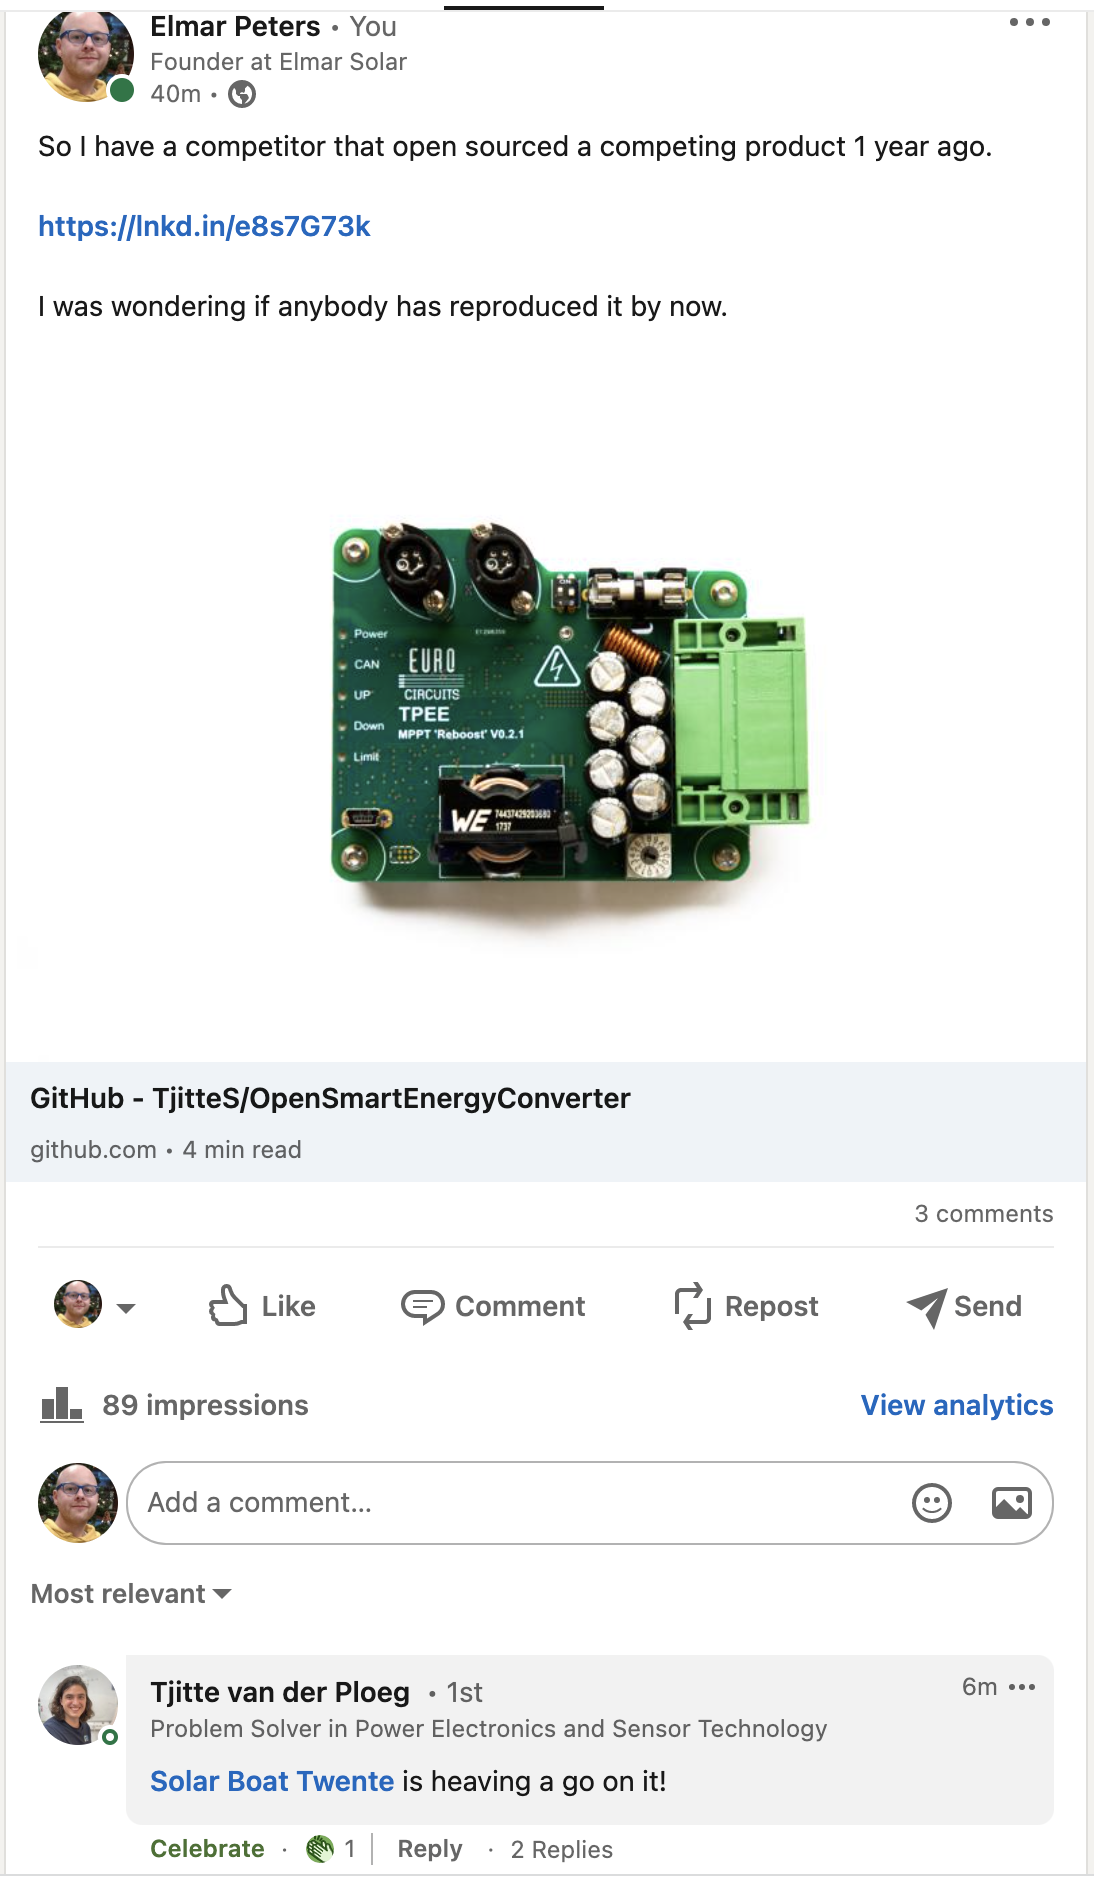 Elmar Peters • You
Founder at Elmar Solar
40m •
So I have a competitor that open sourced a competing product 1 year ago.
https://lnkd.in/e8s7G73k
I was wondering if anybody has reproduced it by now.
ON
Power
CAN
UP
Down
Limit
EURO
CIRCUITS
TPEE
MPPT 'Reboost' V0.2.1
WE
1737
GitHub - TjitteS/OpenSmartEnergyConverter
github.com • 4 min read
3 comments
Like
Comment
Repost
Send
89 impressions
View analytics
Add a comment...
Most relevant
Tjitte van der Ploeg • 1st
6m
Problem Solver in Power Electronics and Sensor Technology
Solar Boat Twente is heaving a go on it!
Celebrate · 1 | Reply · 2 Replies